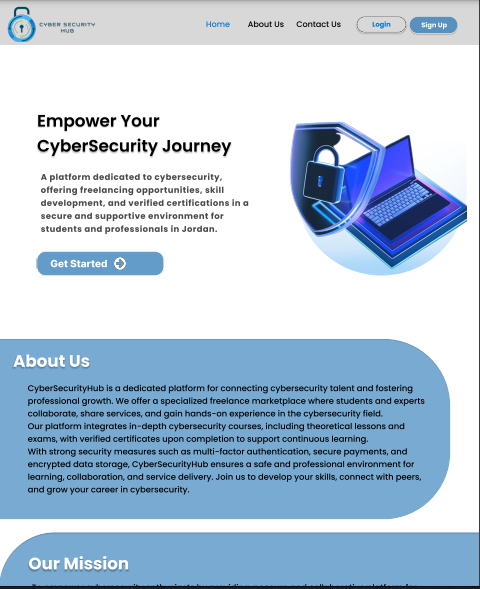 CYBER SECURITY
HUB
Home About Us Contact Us Login Sign Up
Empower Your
CyberSecurity Journey
A platform dedicated to cybersecurity,
offering freelancing opportunities, skill
development, and verified certifications in a
secure and supportive environment for
students and professionals in Jordan.
Get Started
About Us
CyberSecurityHub is a dedicated platform for connecting cybersecurity talent and fostering
professional growth. We offer a specialized freelance marketplace where students and experts
collaborate, share services, and gain hands-on experience in the cybersecurity field.
Our platform integrates in-depth cybersecurity courses, including theoretical lessons and
exams, with verified certificates upon completion to support continuous learning.
With strong security measures such as multi-factor authentication, secure payments, and
encrypted data storage, CyberSecurityHub ensures a safe and professional environment for
learning, collaboration, and service delivery. Join us to develop your skills, connect with peers,
and grow your career in cybersecurity.
Our Mission